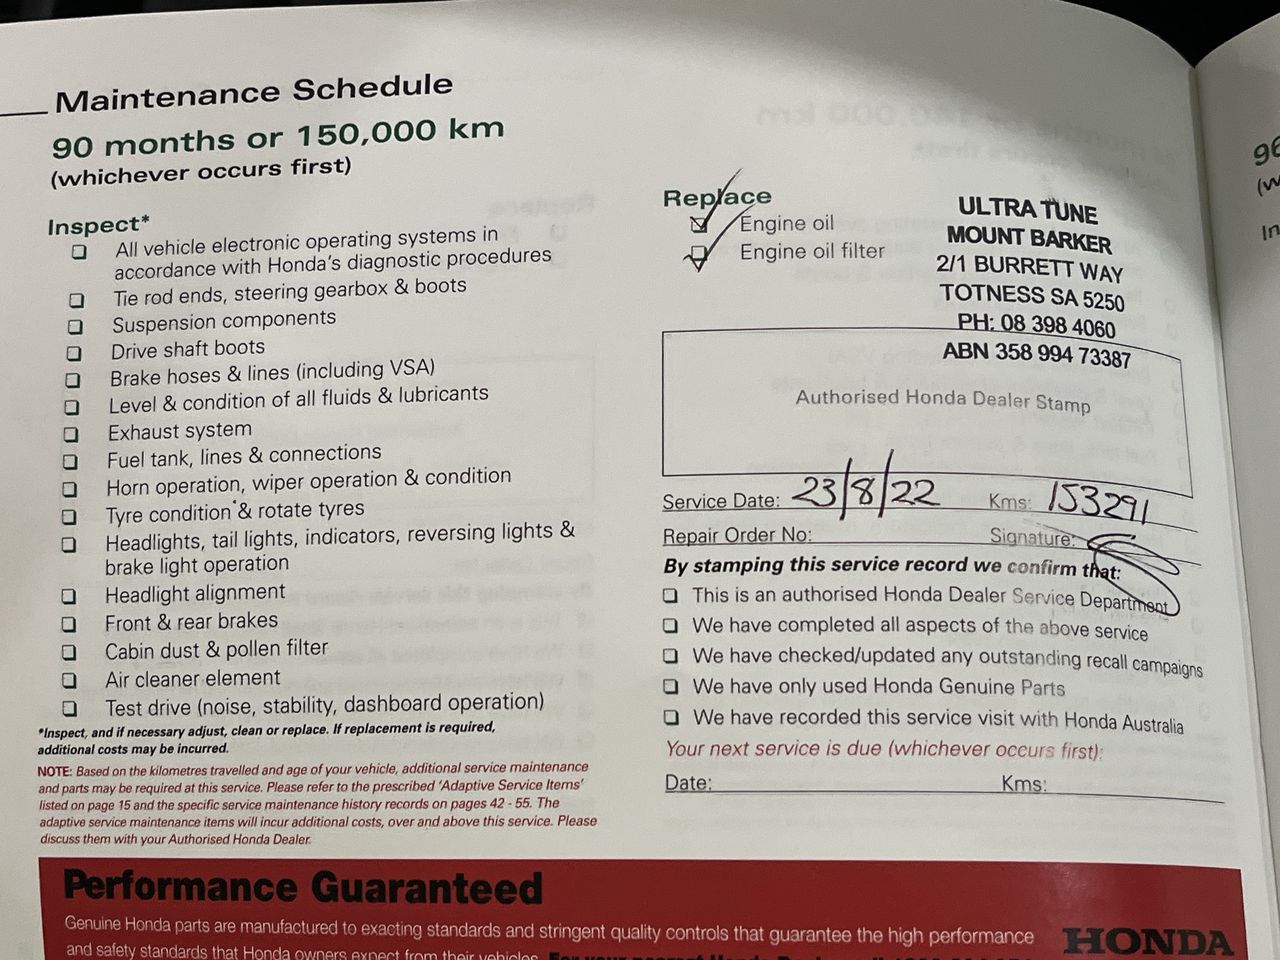 Maintenance Schedule
90 months or 150,000 km
(whichever occurs first)
Inspect*
All vehicle electronic operating systems in
accordance with Honda's diagnostic procedures
Tie rod ends, steering gearbox & boots
Suspension components
Drive shaft boots
Brake hoses & lines (including VSA)
Level & condition of all fluids & lubricants
Exhaust system
Fuel tank, lines & connections
Horn operation, wiper operation & condition
Tyre condition & rotate tyres
Headlights, tail lights, indicators, reversing lights &
brake light operation
Headlight alignment
Front & rear brakes
Cabin dust & pollen filter
Air cleaner element
Test drive (noise, stability, dashboard operation)
*Inspect, and if necessary adjust, clean or replace. If replacement is required,
additional costs may be incurred.
NOTE: Based on the kilometres travelled and age of your vehicle, additional service maintenance
and parts may be required at this service. Please refer to the prescribed 'Adaptive Service Items'
listed on page 15 and the specific service maintenance history records on pages 42 - 55. The
adaptive service maintenance items will incur additional costs, over and above this service. Please
discuss them with your Authorised Honda Dealer.
Replace
Engine oil
Engine oil filter
ULTRA TUNE
MOUNT BARKER
2/1 BURRETT WAY
TOTNESS SA 5250
PH: 08 398 4060
ABN 358 994 73387
Authorised Honda Dealer Stamp
Service Date: 23/8/22 Kms: 153291
Repair Order No: Signature:
By stamping this service record we confirm that:
This is an authorised Honda Dealer Service Department
We have completed all aspects of the above service
We have checked/updated any outstanding recall campaigns
We have only used Honda Genuine Parts
We have recorded this service visit with Honda Australia
Your next service is due (whichever occurs first):
Date: Kms:
Performance Guaranteed
Genuine Honda parts are manufactured to exacting standards and stringent quality controls that guarantee the high performance
and safety standards that Honda owners expect from their vehicles.
HONDA